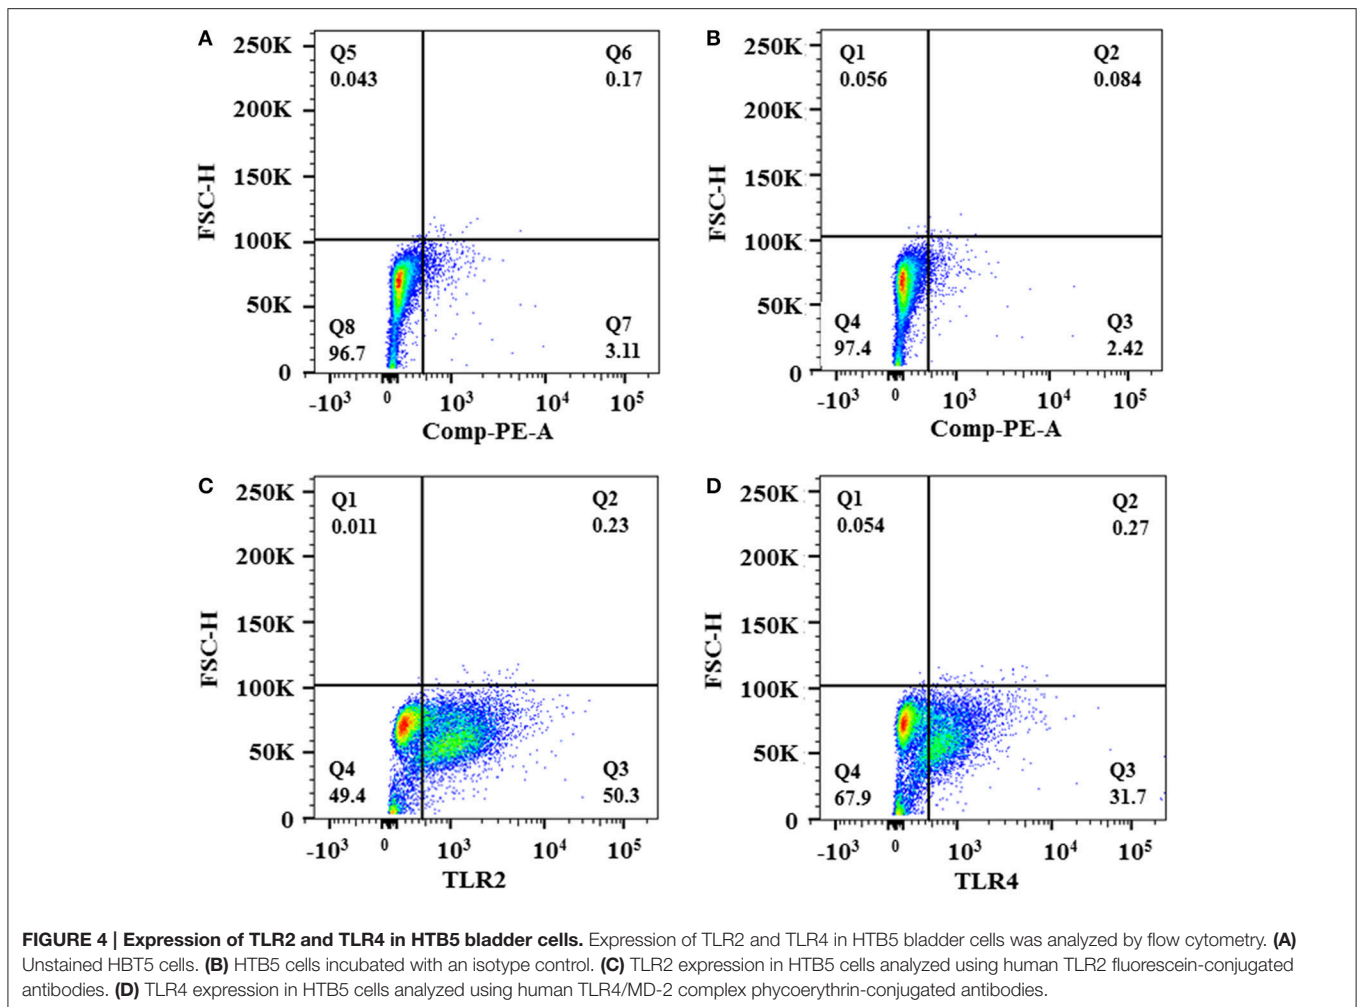 A
250K
200K
150K
100K
50K
0
FSC-H
Q5
0.043
Q6
0.17
Q8
96.7
Q7
3.11
-10³ 0 10³ 10⁴ 10⁵
Comp-PE-A
B
250K
200K
150K
100K
50K
0
FSC-H
Q1
0.056
Q2
0.084
Q4
97.4
Q3
2.42
-10³ 0 10³ 10⁴ 10⁵
Comp-PE-A
C
250K
200K
150K
100K
50K
0
FSC-H
Q1
0.011
Q2
0.23
Q4
49.4
Q3
50.3
-10³ 0 10³ 10⁴ 10⁵
TLR2
D
250K
200K
150K
100K
50K
0
FSC-H
Q1
0.054
Q2
0.27
Q4
67.9
Q3
31.7
-10³ 0 10³ 10⁴ 10⁵
TLR4
FIGURE 4 | Expression of TLR2 and TLR4 in HTB5 bladder cells. Expression of TLR2 and TLR4 in HTB5 bladder cells was analyzed by flow cytometry. (A)
Unstained HBT5 cells. (B) HTB5 cells incubated with an isotype control. (C) TLR2 expression in HTB5 cells analyzed using human TLR2 fluorescein-conjugated
antibodies. (D) TLR4 expression in HTB5 cells analyzed using human TLR4/MD-2 complex phycoerythrin-conjugated antibodies.